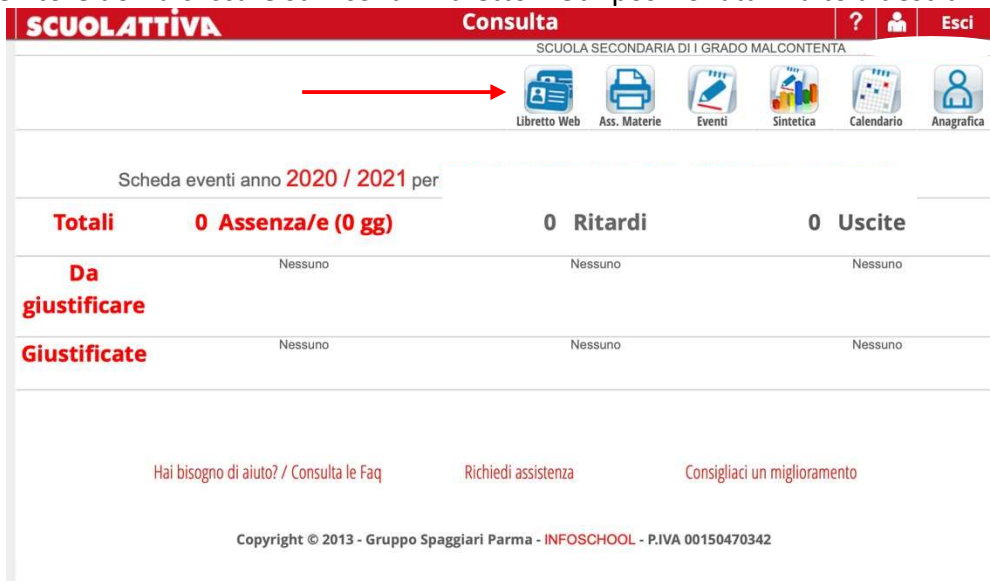 SCUOLATTIVA Consulta ? Esci
SCUOLA SECONDARIA DI I GRADO MALCONTENTA
Libretto Web Ass. Materie Eventi Sintetica Calendario Anagrafica
Scheda eventi anno 2020 / 2021 per
Totali 0 Assenza/e (0 gg) 0 Ritardi 0 Uscite
Da giustificare Nessuno Nessuno Nessuno
Giustificate Nessuno Nessuno Nessuno
Hai bisogno di aiuto? / Consulta le Faq Richiedi assistenza Consigliaci un miglioramento
Copyright © 2013 - Gruppo Spaggiari Parma - INFOSCHOOL - P.IVA 00150470342